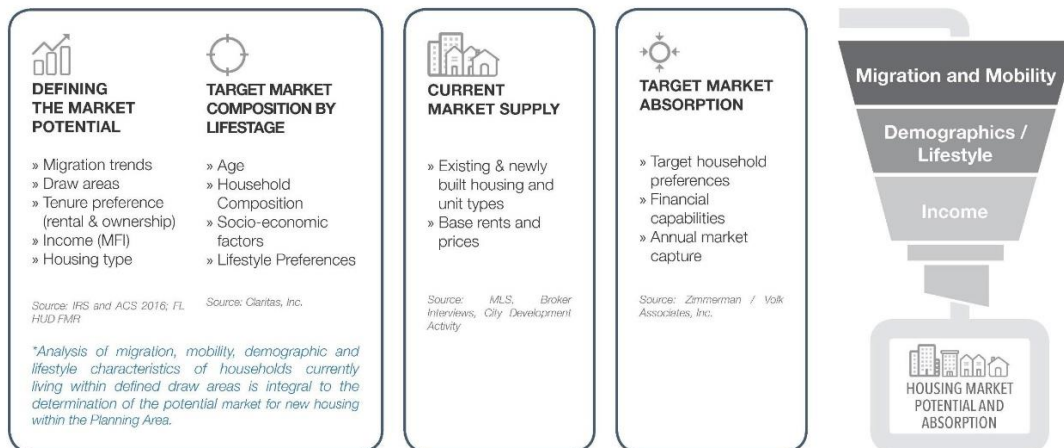 DEFINING
THE MARKET
POTENTIAL
» Migration trends
» Draw areas
» Tenure preference
(rental & ownership)
» Income (MFI)
» Housing type
Source: IRS and ACS 2016; FL
HUD FMR
TARGET MARKET
COMPOSITION BY
LIFESTAGE
» Age
» Household
Composition
» Socio-economic
factors
» Lifestyle Preferences
Source: Claritas, Inc.
*Analysis of migration, mobility, demographic and
lifestyle characteristics of households currently
living within defined draw areas is integral to the
determination of the potential market for new housing
within the Planning Area.
CURRENT
MARKET SUPPLY
» Existing & newly
built housing and
unit types
» Base rents and
prices
Source: MLS, Broker
Interviews, City Development
Activity
TARGET MARKET
ABSORPTION
» Target household
preferences
» Financial
capabilities
» Annual market
capture
Source: Zimmerman / Volk
Associates, Inc.
Migration and Mobility
Demographics /
Lifestyle
Income
HOUSING MARKET
POTENTIAL AND
ABSORPTION